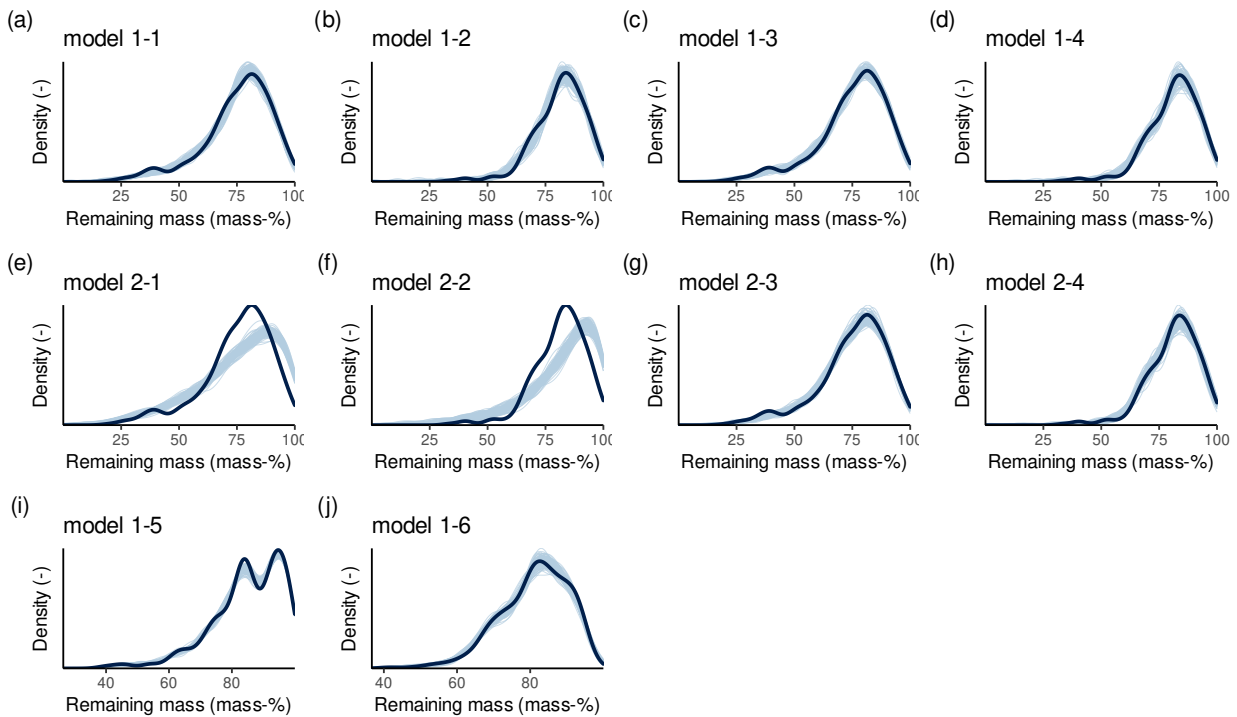 (a) (b) (c) (d)
model 1-1 model 1-2 model 1-3 model 1-4
Density (-) Density (-) Density (-) Density (-)
25 50 75 100 25 50 75 100 25 50 75 100 25 50 75 100
Remaining mass (mass-%) Remaining mass (mass-%) Remaining mass (mass-%) Remaining mass (mass-%)
(e) (f) (g) (h)
model 2-1 model 2-2 model 2-3 model 2-4
Density (-) Density (-) Density (-) Density (-)
25 50 75 100 25 50 75 100 25 50 75 100 25 50 75 100
Remaining mass (mass-%) Remaining mass (mass-%) Remaining mass (mass-%) Remaining mass (mass-%)
(i) (j)
model 1-5 model 1-6
Density (-) Density (-)
40 60 80 40 60 80
Remaining mass (mass-%) Remaining mass (mass-%)